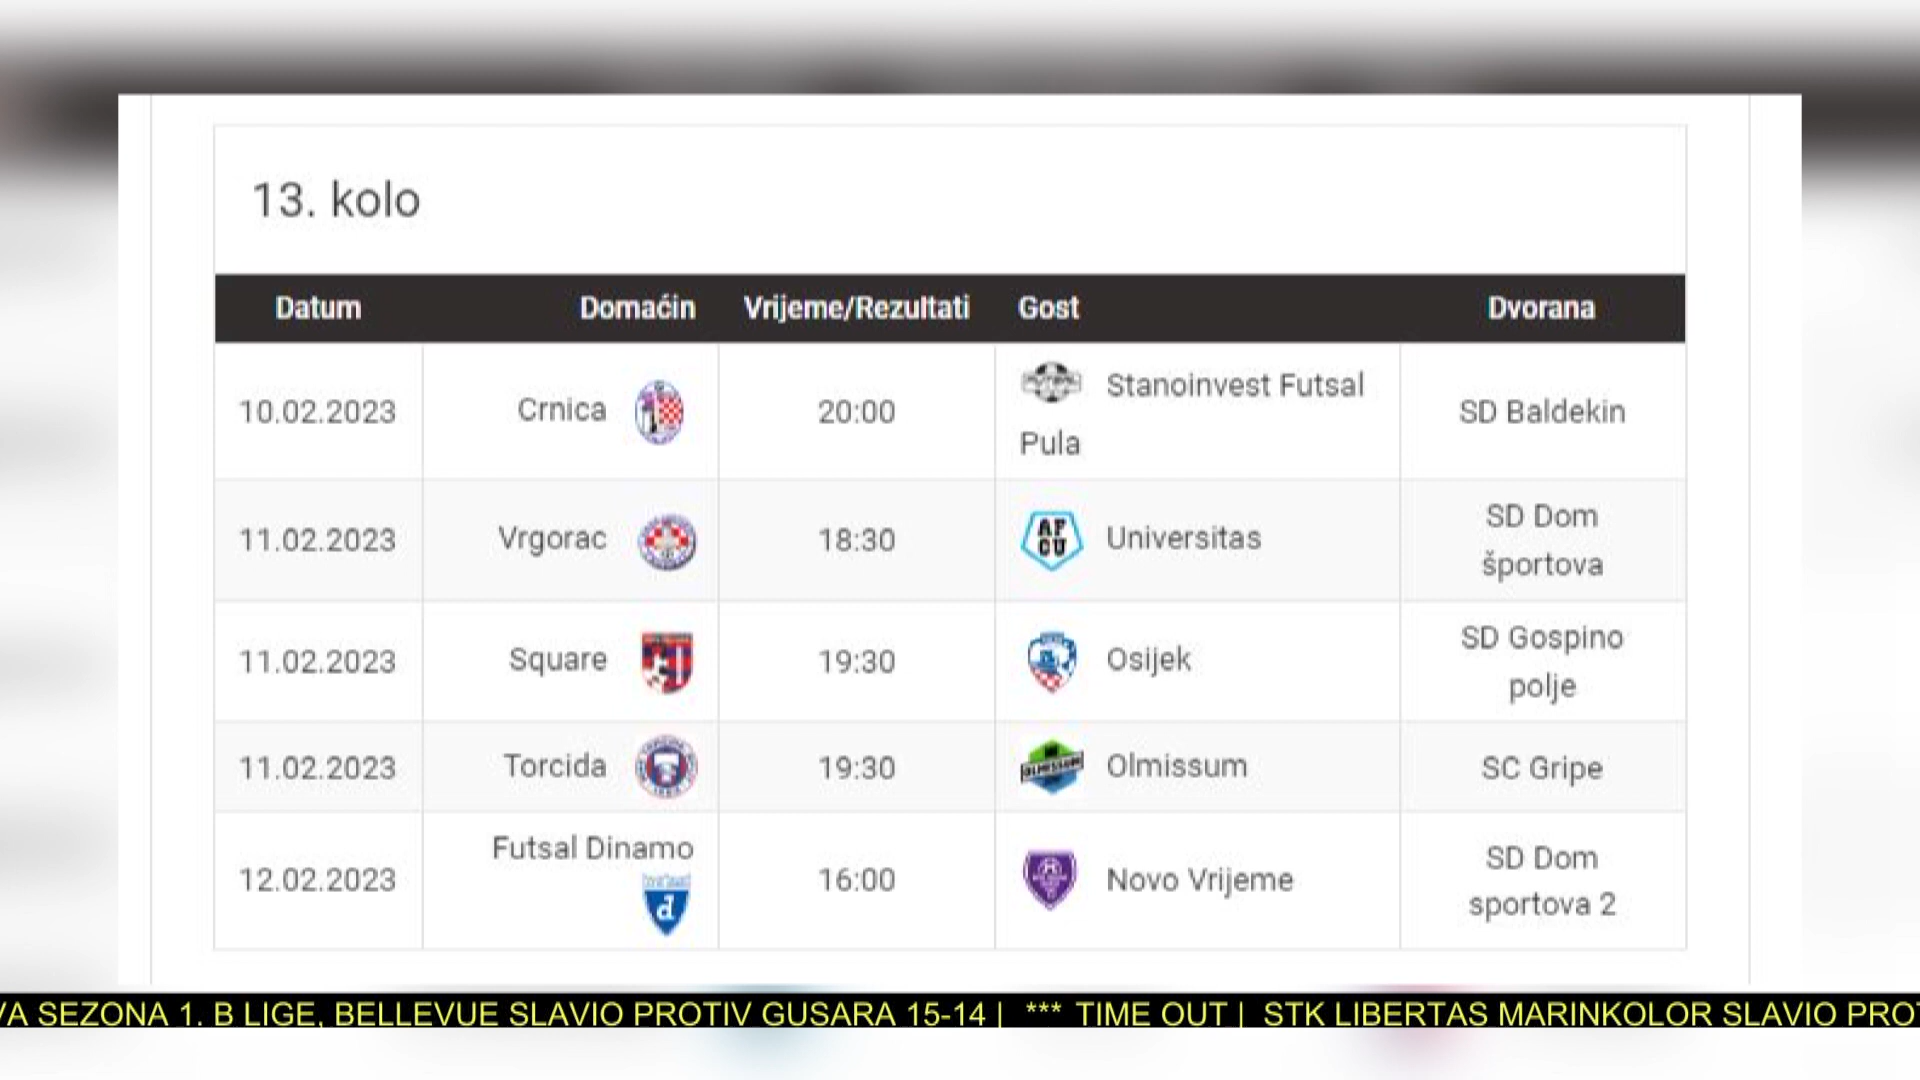 13. kolo
Datum Domaćin Vrijeme/Rezultati Gost Dvorana
10.02.2023 Crnica 20:00 Stanoinvest Futsal Pula SD Baldekin
11.02.2023 Vrgorac 18:30 AFCU Universitas SD Dom športova
11.02.2023 Square 19:30 Osijek SD Gospino polje
11.02.2023 Torcida 19:30 OLMISSUM Olmissum SC Gripe
12.02.2023 Futsal Dinamo d 16:00 Novo Vrijeme SD Dom sportova 2
VA SEZONA 1. B LIGE, BELLEVUE SLAVIO PROTIV GUSARA 15-14 | *** TIME OUT | STK LIBERTAS MARINKOLOR SLAVIO PROT